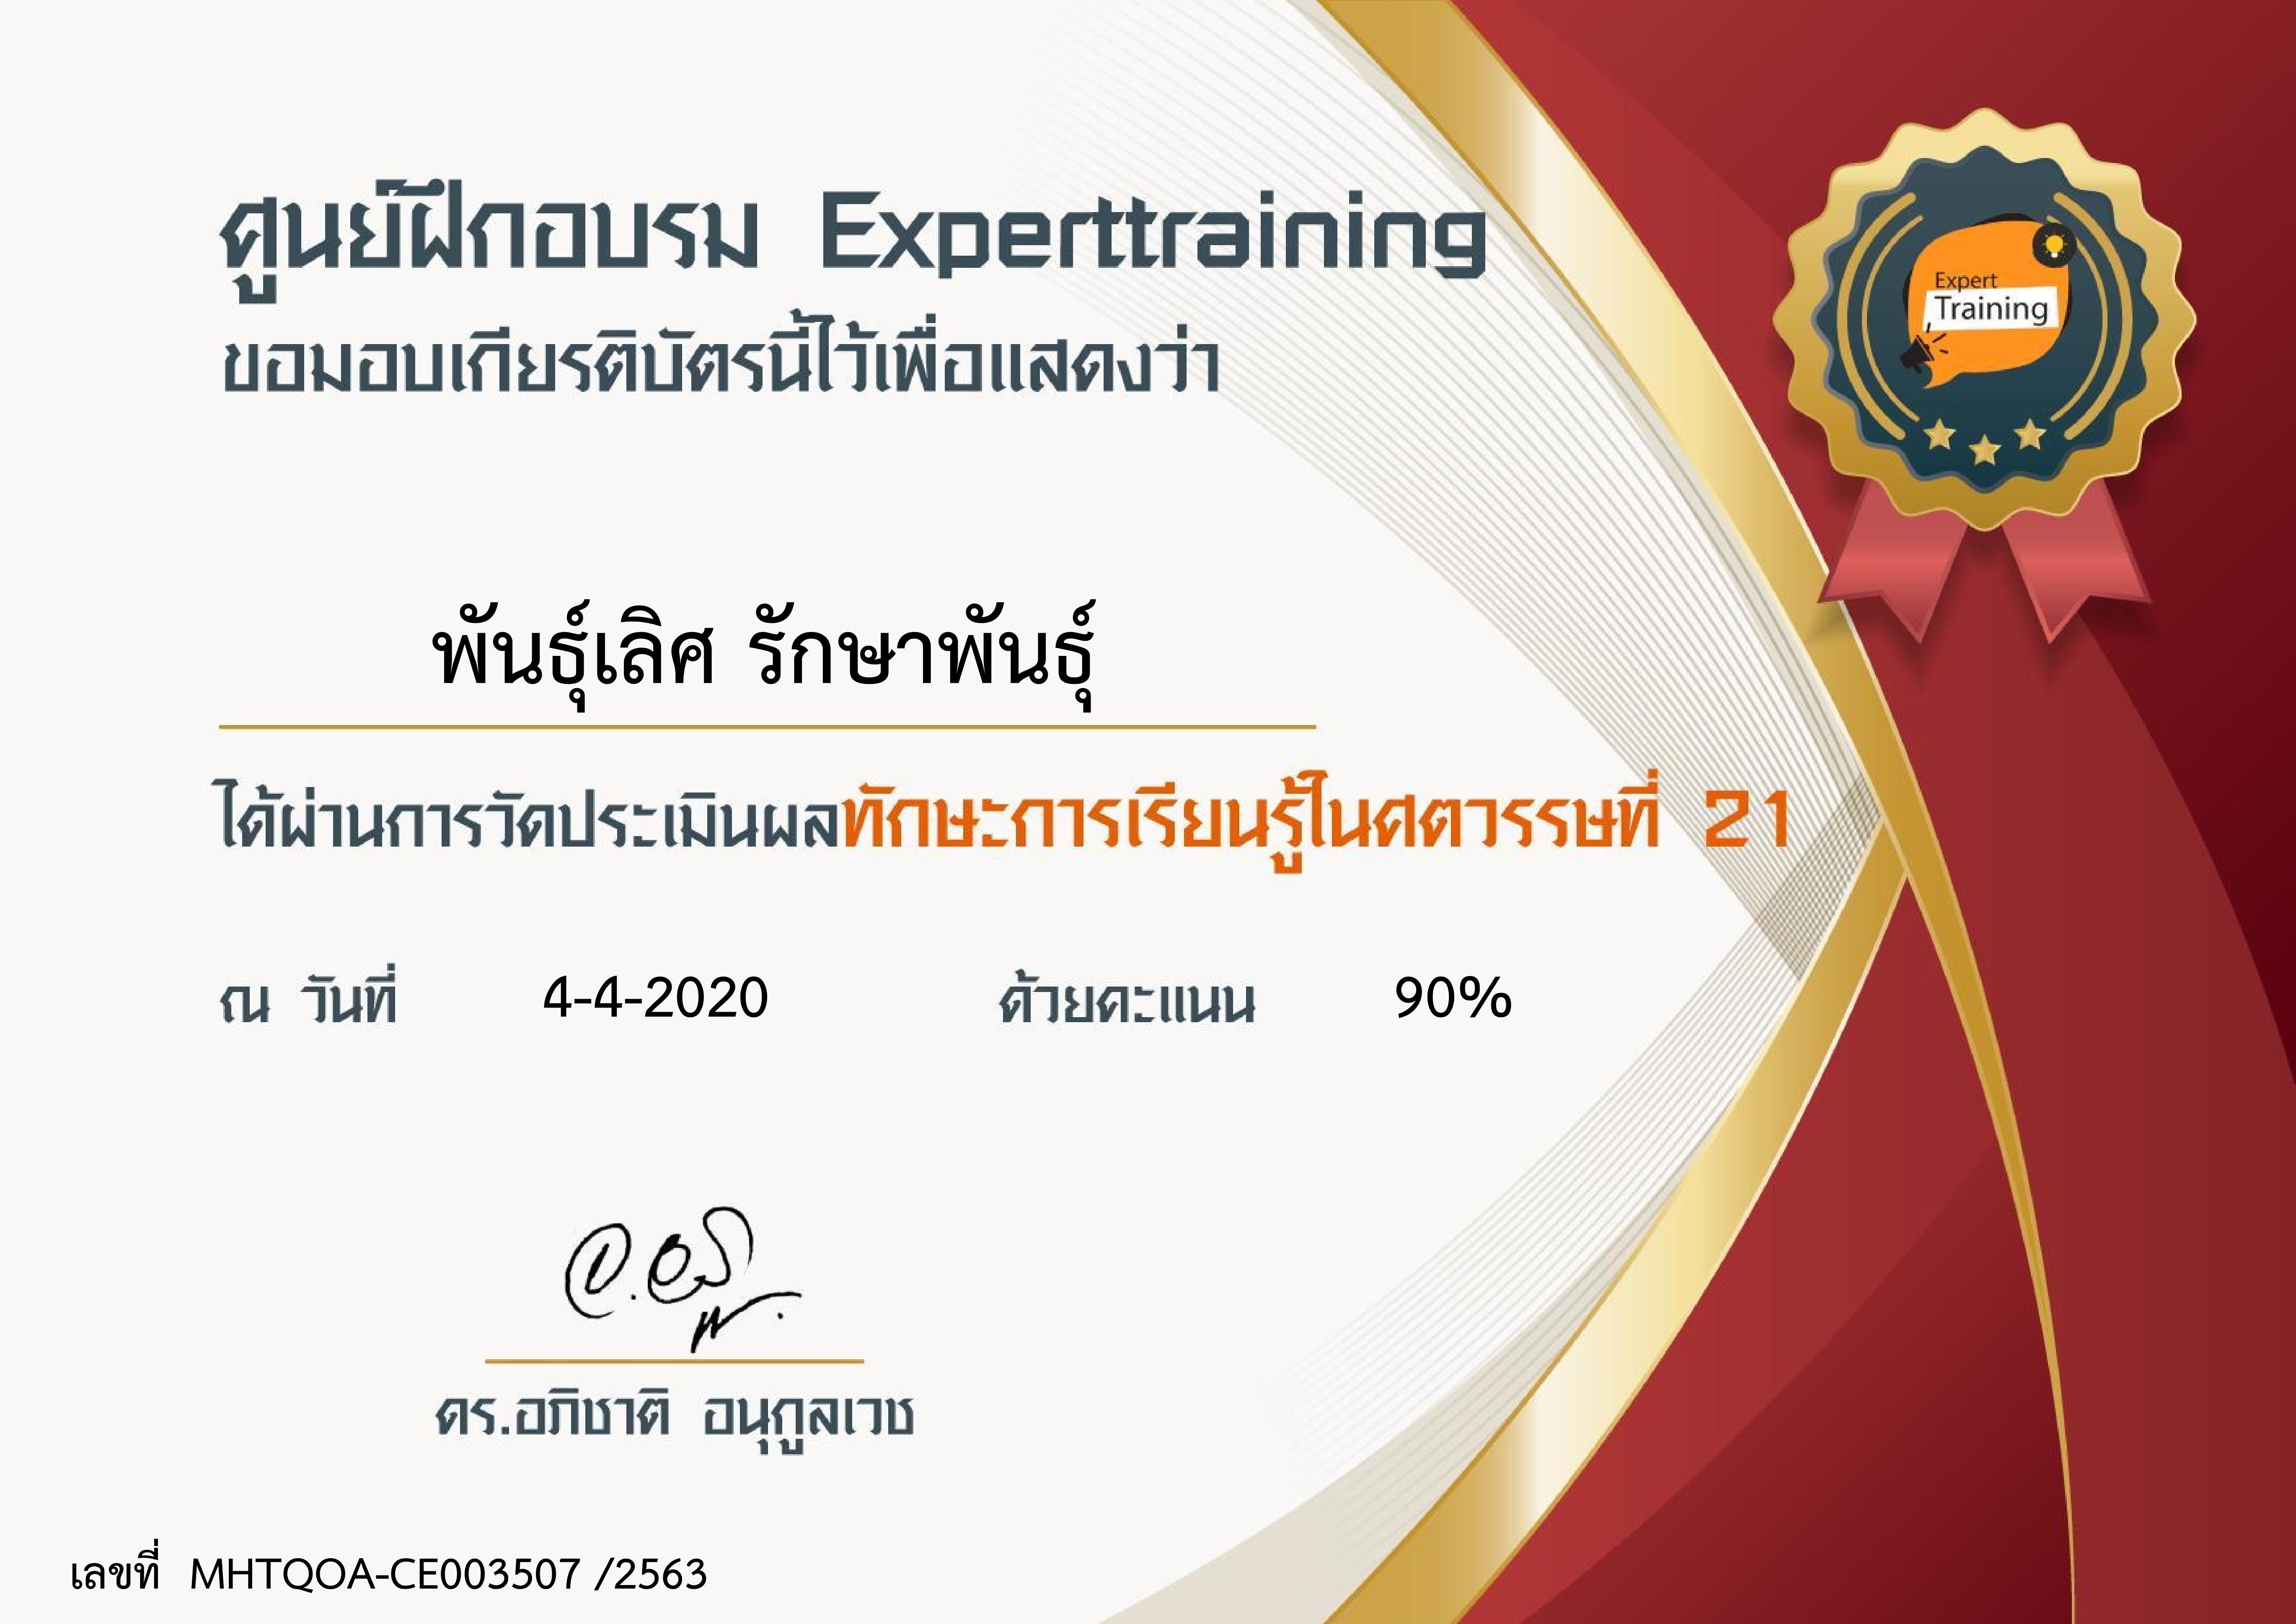 ศูนย์ฝึกอบรม Experttraining
ขอมอบเกียรติบัตรนี้ไว้เพื่อแสดงว่า
Expert
Training
พันธุ์เลิศ รักษาพันธุ์
ได้ผ่านการวัดประเมินผลทักษะการเรียนรู้ในศตวรรษที่ 21
ณ วันที่ 4-4-2020 ด้วยคะแนน 90%
ดร.อภิชาติ อนุกูลเวช
เลขที่ MHTQOA-CE003507 /2563